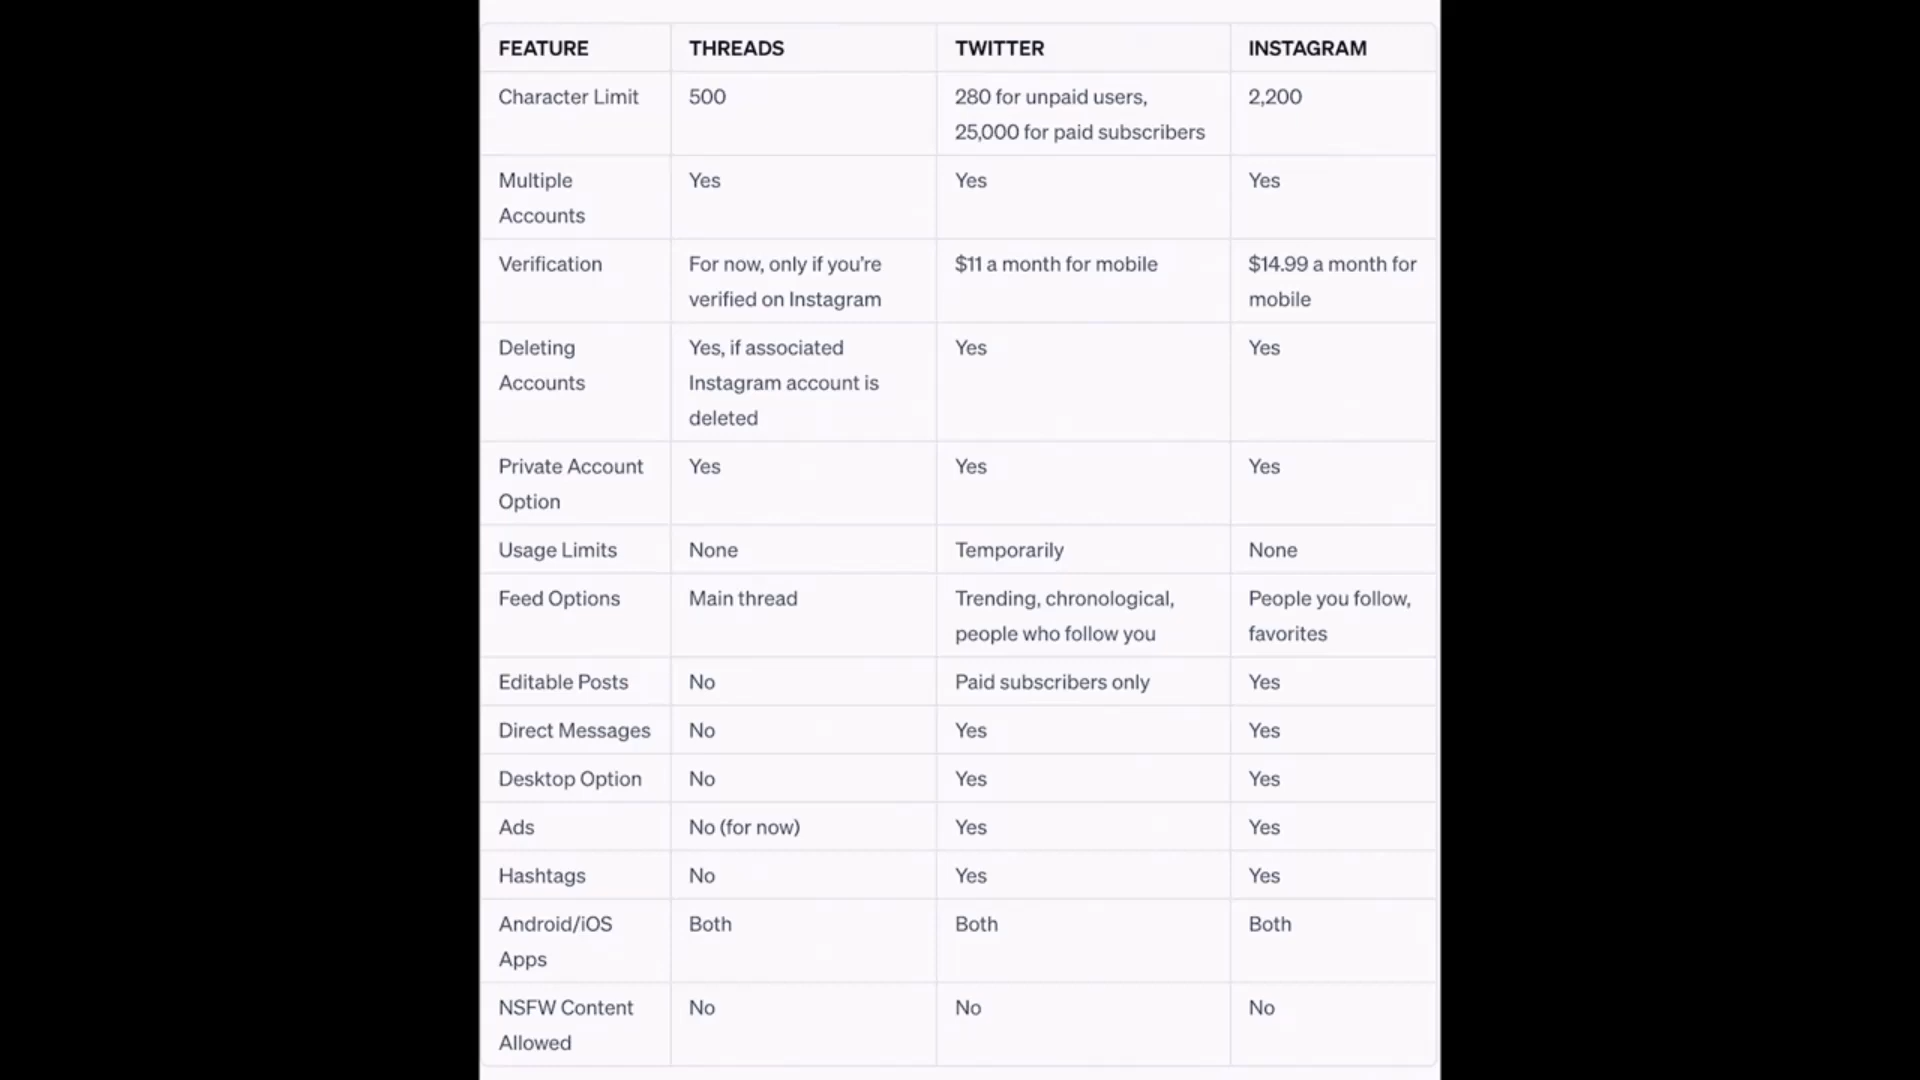 FEATURE THREADS TWITTER INSTAGRAM
Character Limit 500 280 for unpaid users, 2,200
25,000 for paid subscribers
Multiple Yes Yes Yes
Accounts
Verification For now, only if you're $11 a month for mobile $14.99 a month for
verified on Instagram mobile
Deleting Yes, if associated Yes Yes
Accounts Instagram account is
deleted
Private Account Yes Yes Yes
Option
Usage Limits None Temporarily None
Feed Options Main thread Trending, chronological, People you follow,
people who follow you favorites
Editable Posts No Paid subscribers only Yes
Direct Messages No Yes Yes
Desktop Option No Yes Yes
Ads No (for now) Yes Yes
Hashtags No Yes Yes
Android/iOS Both Both Both
Apps
NSFW Content No No No
Allowed